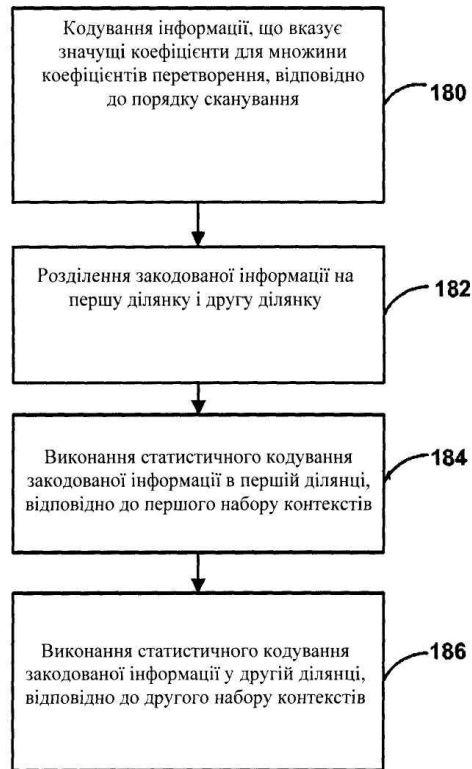 Кодування інформації, що вказує
значущі коефіцієнти для множини
коефіцієнтів перетворення, відповідно
до порядку сканування
180
Розділення закодованої інформації на
першу ділянку і другу ділянку
182
Виконання статистичного кодування
закодованої інформації в першій ділянці,
відповідно до першого набору контекстів
184
Виконання статистичного кодування
закодованої інформації у другій ділянці,
відповідно до другого набору контекстів
186